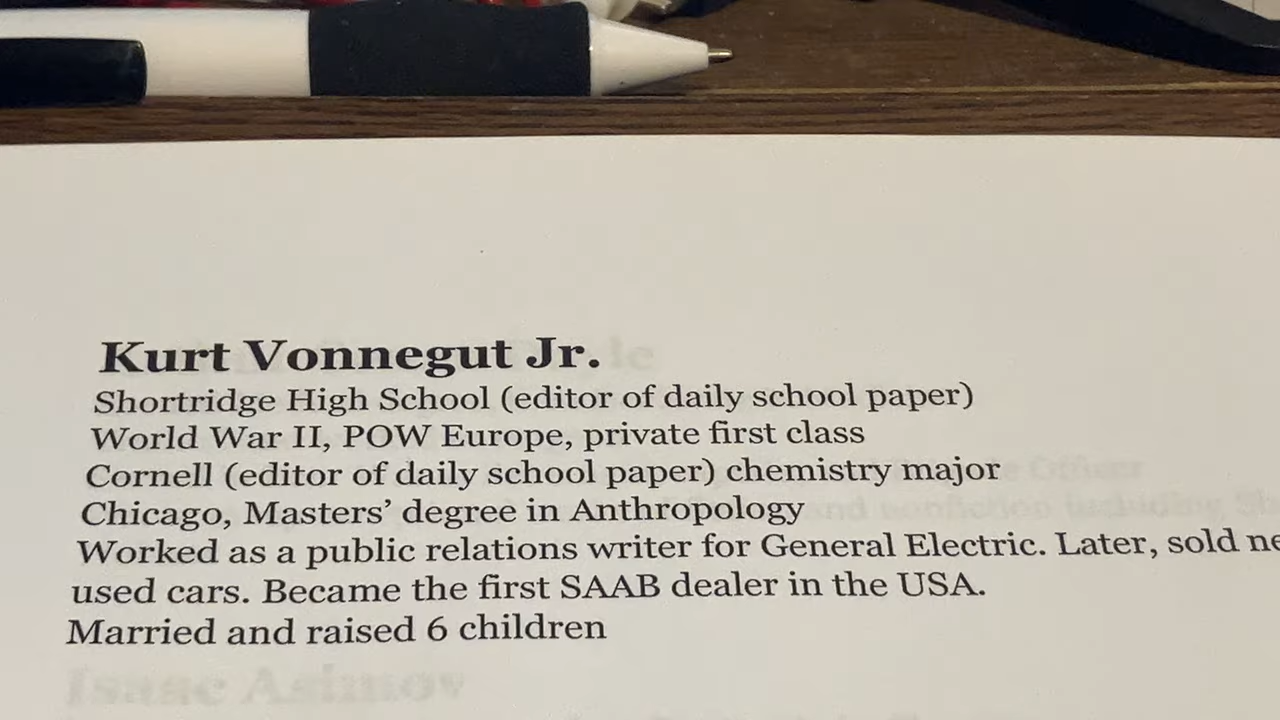 Kurt Vonnegut Jr.
Shortridge High School (editor of daily school paper)
World War II, POW Europe, private first class
Cornell (editor of daily school paper) chemistry major
Chicago, Masters’ degree in Anthropology
Worked as a public relations writer for General Electric. Later, sold
used cars. Became the first SAAB dealer in the USA.
Married and raised 6 children
Isaac Asimov